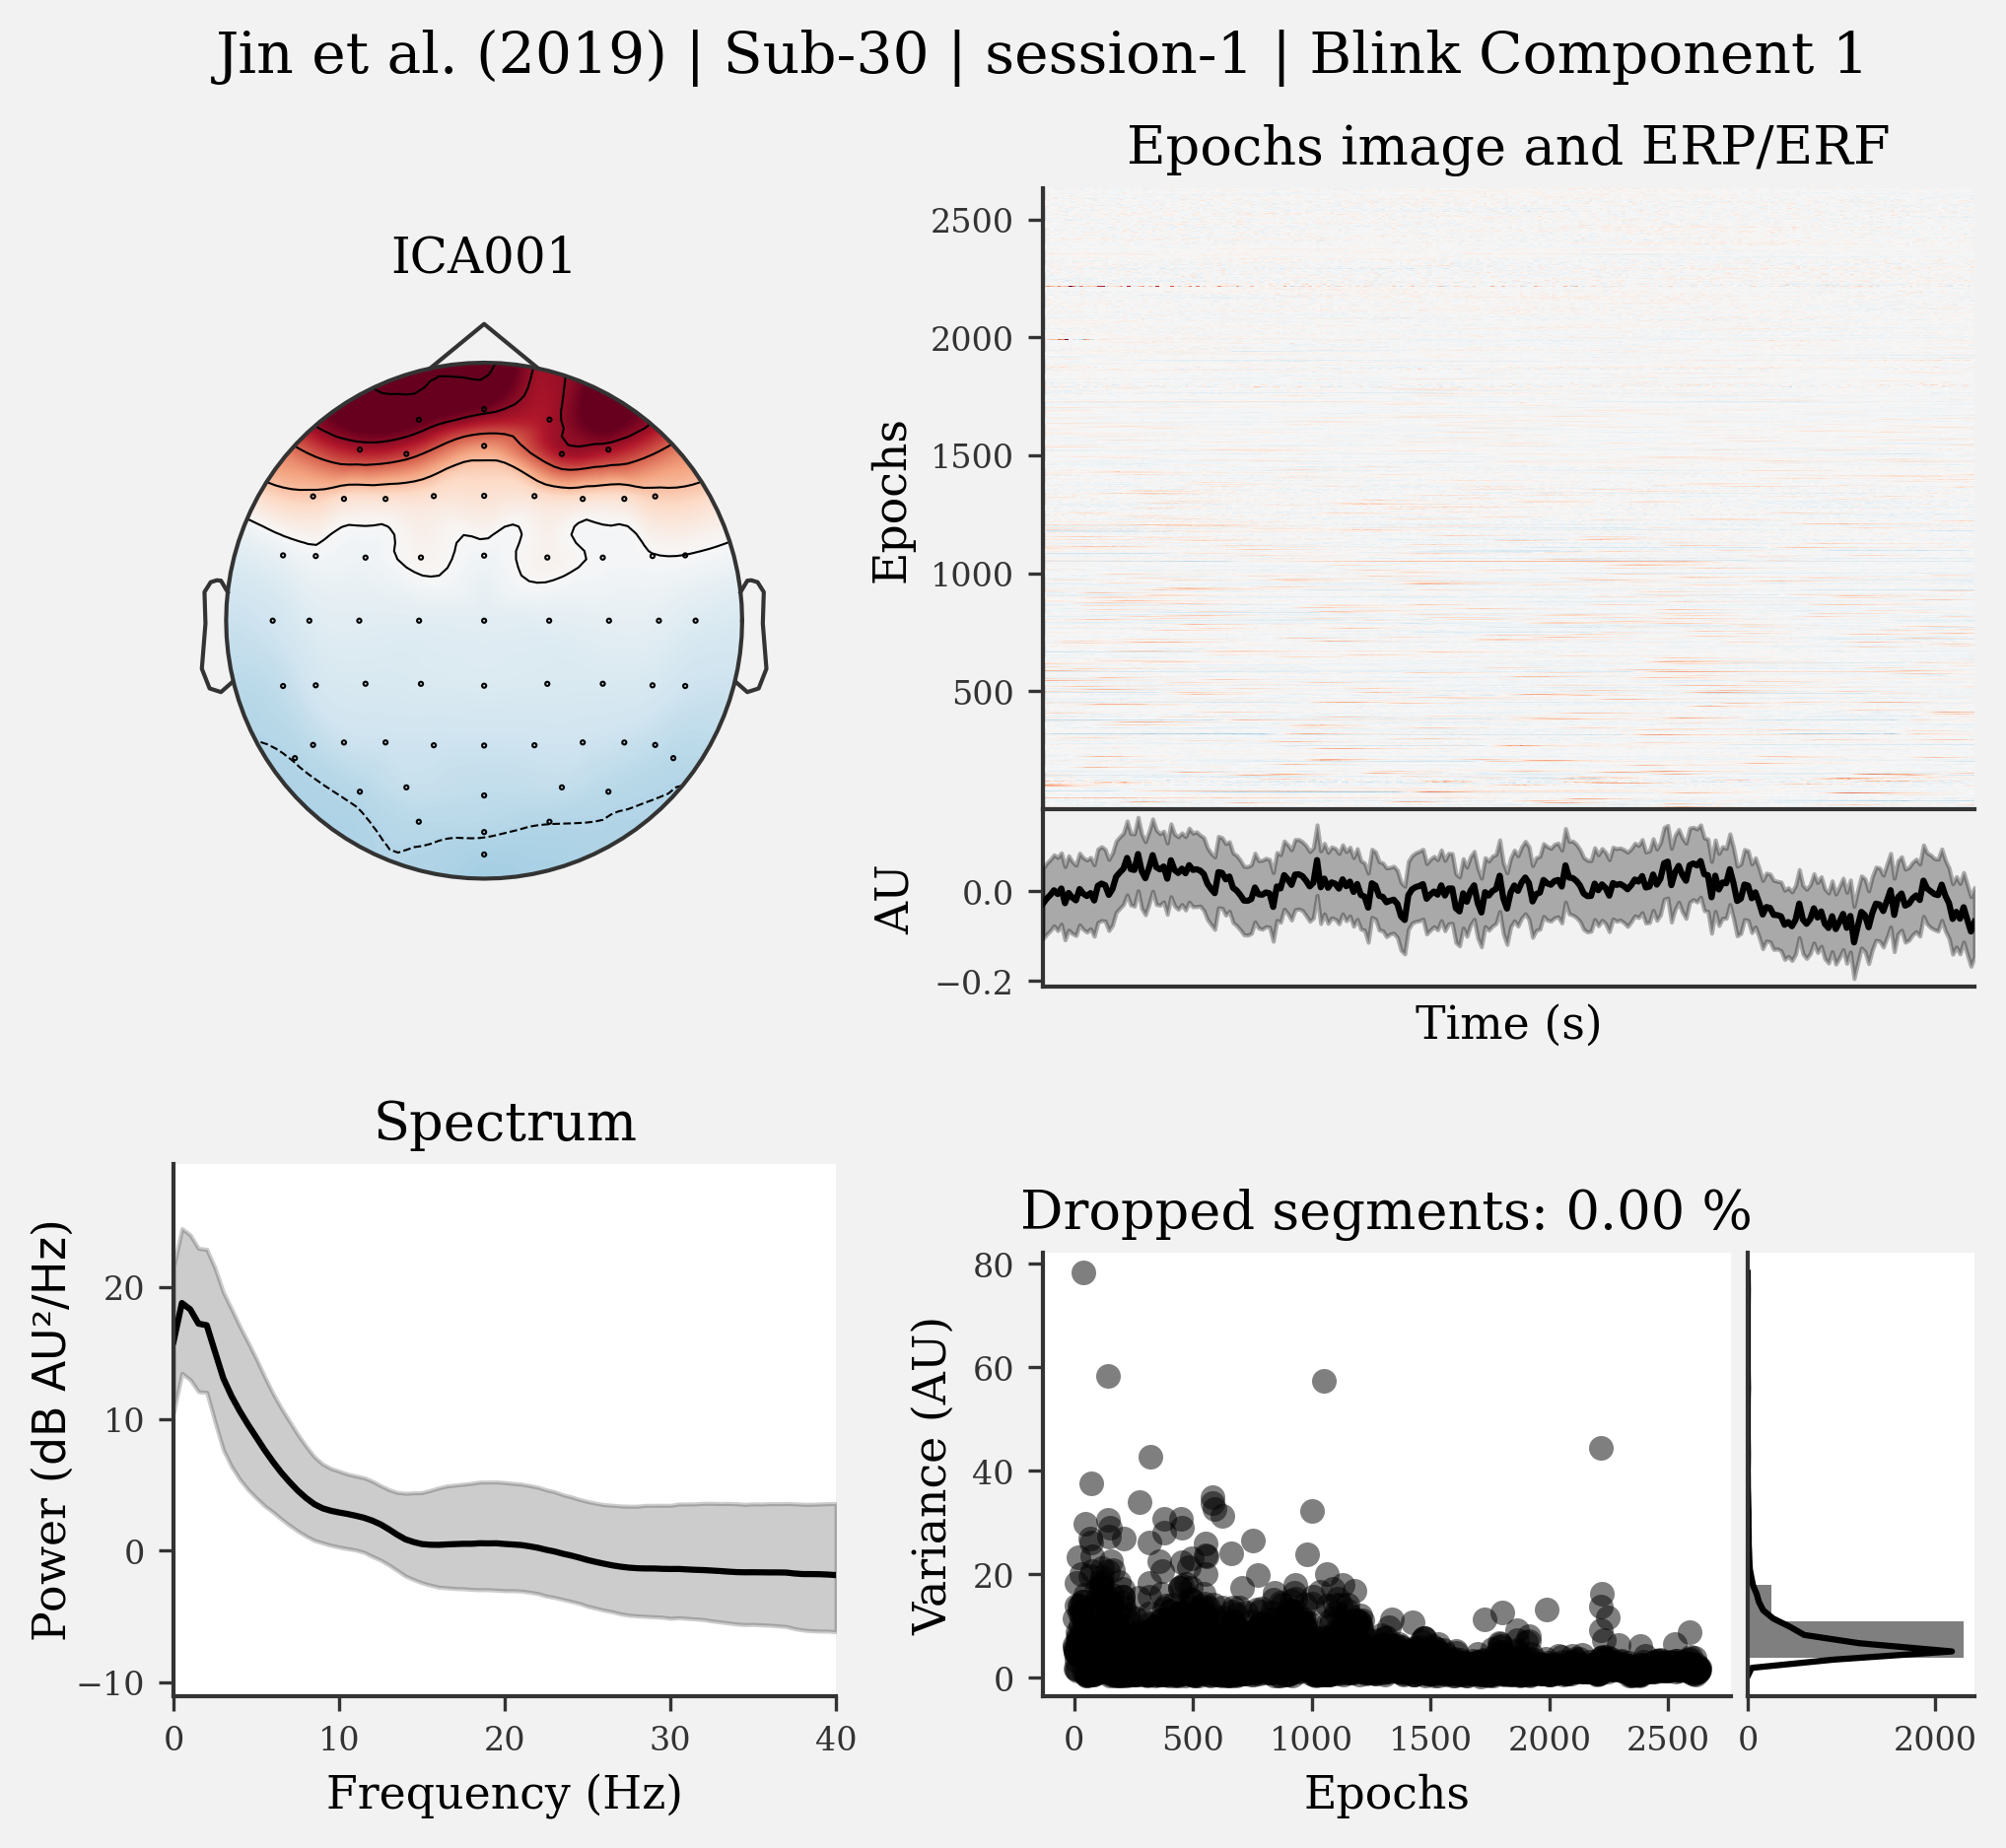 Jin et al. (2019) | Sub-30 | session-1 | Blink Component 1
ICA001
Epochs image and ERP/ERF
2500
2000
1500
1000
500
Epochs
0.0
−0.2
AU
Time (s)
Spectrum
20
10
0
−10
Power (dB AU²/Hz)
0 10 20 30 40
Frequency (Hz)
Dropped segments: 0.00 %
80
60
40
20
0
Variance (AU)
0 500 1000 1500 2000 2500
Epochs
0 2000